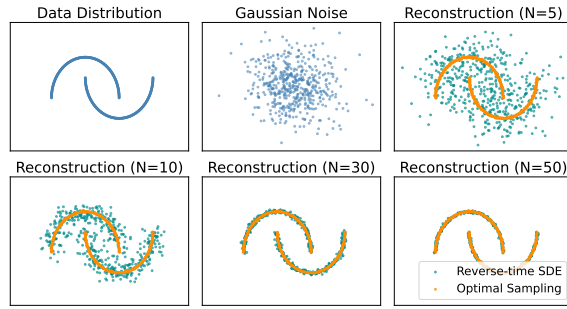 Data Distribution
Gaussian Noise
Reconstruction (N=5)
Reconstruction (N=10)
Reconstruction (N=30)
Reconstruction (N=50)
Reverse-time SDE
Optimal Sampling